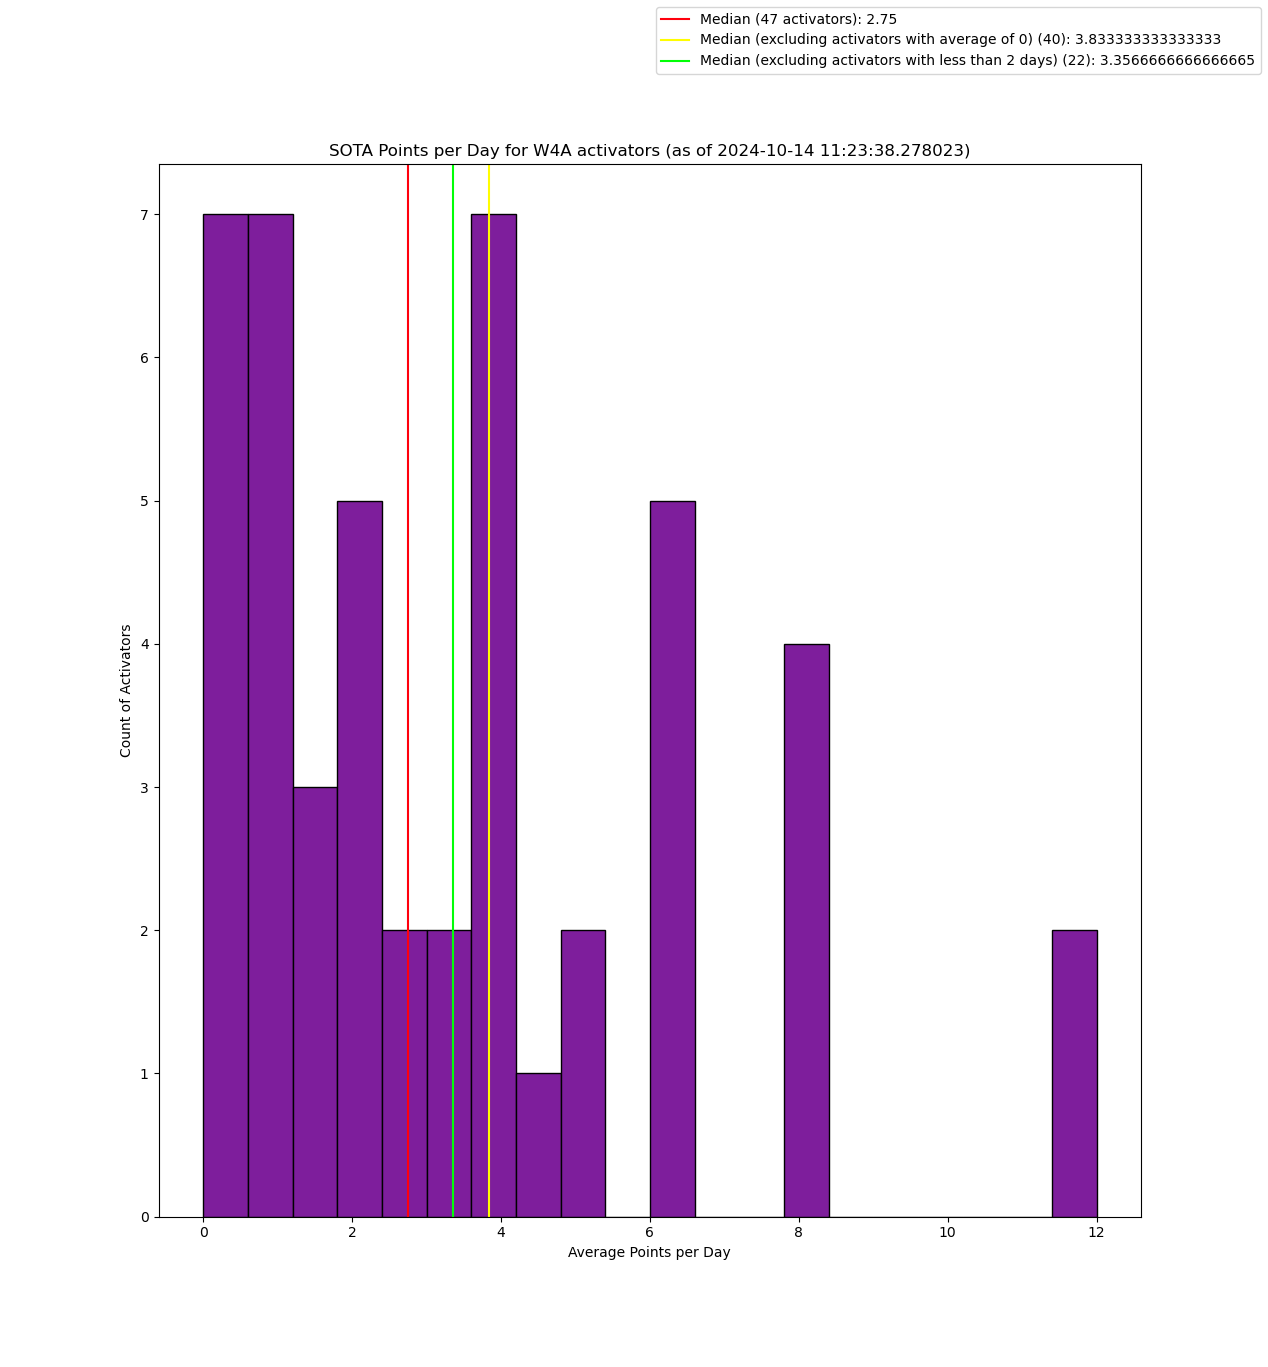 Median (47 activators): 2.75
Median (excluding activators with average of 0) (40): 3.833333333333333
Median (excluding activators with less than 2 days) (22): 3.3566666666666665
SOTA Points per Day for W4A activators (as of 2024-10-14 11:23:38.278023)
7
6
5
4
3
2
1
0
Count of Activators
0 2 4 6 8 10 12
Average Points per Day